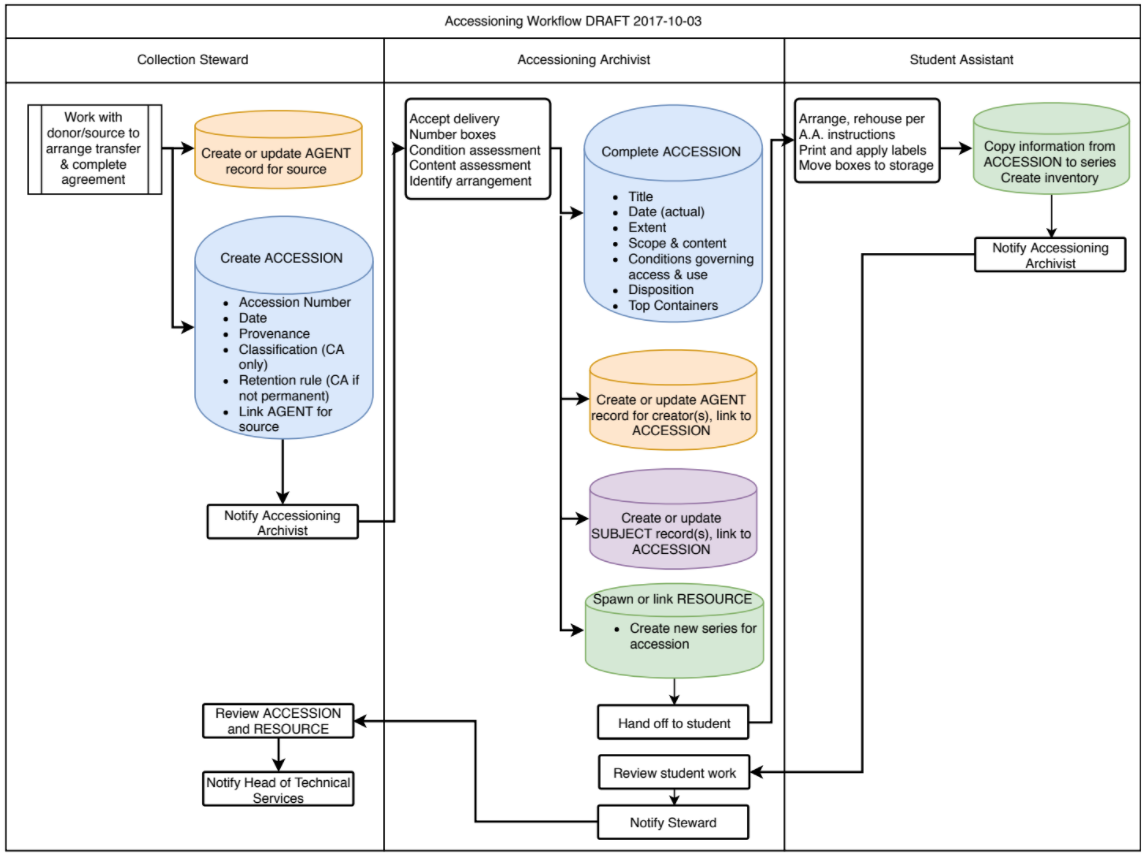 Accessioning Workflow DRAFT 2017-10-03
Collection Steward
Accessioning Archivist
Student Assistant
Work with
donor/source to
arrange transfer
& complete
agreement
Create or update AGENT
record for source
Create ACCESSION
• Accession Number
• Date
• Provenance
• Classification (CA
only)
• Retention rule (CA if
not permanent)
• Link AGENT for
source
Notify Accessioning
Archivist
Accept delivery
Number boxes
Condition assessment
Content assessment
Identify arrangement
Complete ACCESSION
• Title
• Date (actual)
• Extent
• Scope & content
• Conditions governing
access & use
• Disposition
• Top Containers
Create or update AGENT
record for creator(s), link to
ACCESSION
Create or update
SUBJECT record(s), link to
ACCESSION
Spawn or link RESOURCE
• Create new series for
accession
Hand off to student
Arrange, rehouse per
A.A. instructions
Print and apply labels
Move boxes to storage
Copy information from
ACCESSION to series
Create inventory
Notify Accessioning
Archivist
Review student work
Notify Steward
Review ACCESSION
and RESOURCE
Notify Head of Technical
Services